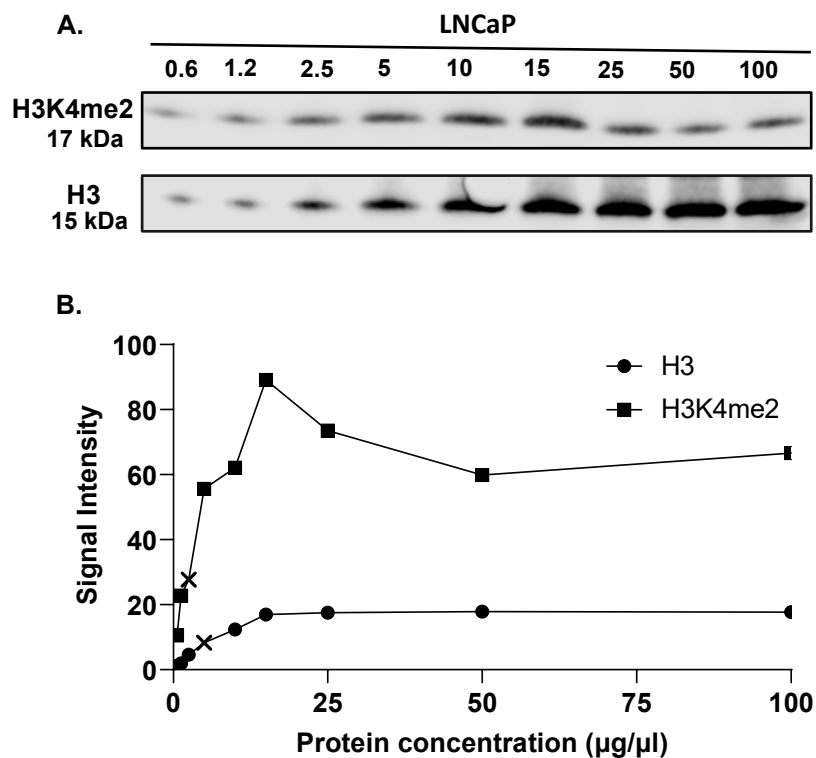 A.
LNCaP
0.6 1.2 2.5 5 10 15 25 50 100
H3K4me2
17 kDa
H3
15 kDa
B.
100
80
60
40
20
0
Signal Intensity
H3
H3K4me2
0 25 50 75 100
Protein concentration (µg/µl)